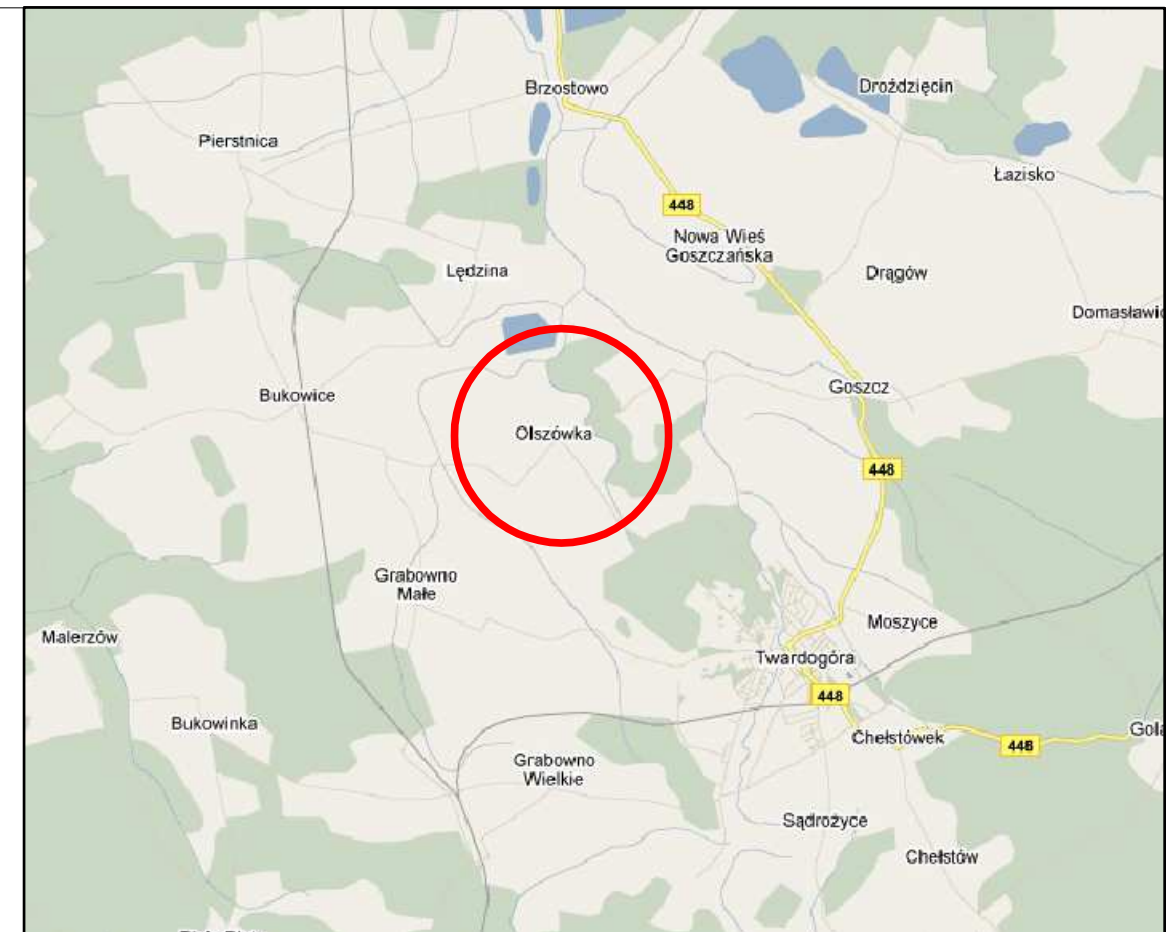 Brzostowo
Droździęcin
Pierstnica
Łazisko
448
Nowa Wieś
Goszczańska
Lędzina
Drągów
Domasławic
Bukowice
Goszcz
Olszówka
448
Grabowno
Małe
Malerzów
Moszyce
Twardogóra
448
Bukowinka
Chełstówek
448
Gola
Grabowno
Wielkie
Sądrożyce
Chełstów